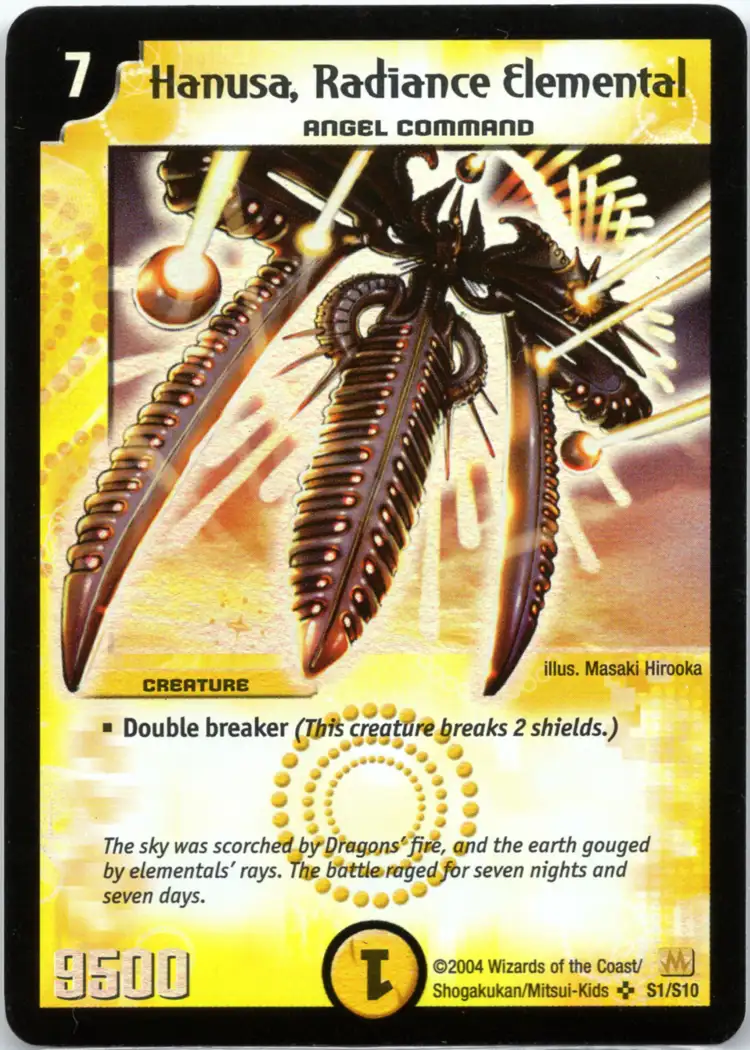 7
Hanusa, Radiance Elemental
ANGEL COMMAND
illus. Masaki Hirooka
CREATURE
▪ Double breaker (This creature breaks 2 shields.)
The sky was scorched by Dragons' fire, and the earth gouged
by elementals' rays. The battle raged for seven nights and
seven days.
9500
1
©2004 Wizards of the Coast/
Shogakukan/Mitsui-Kids S1/S10